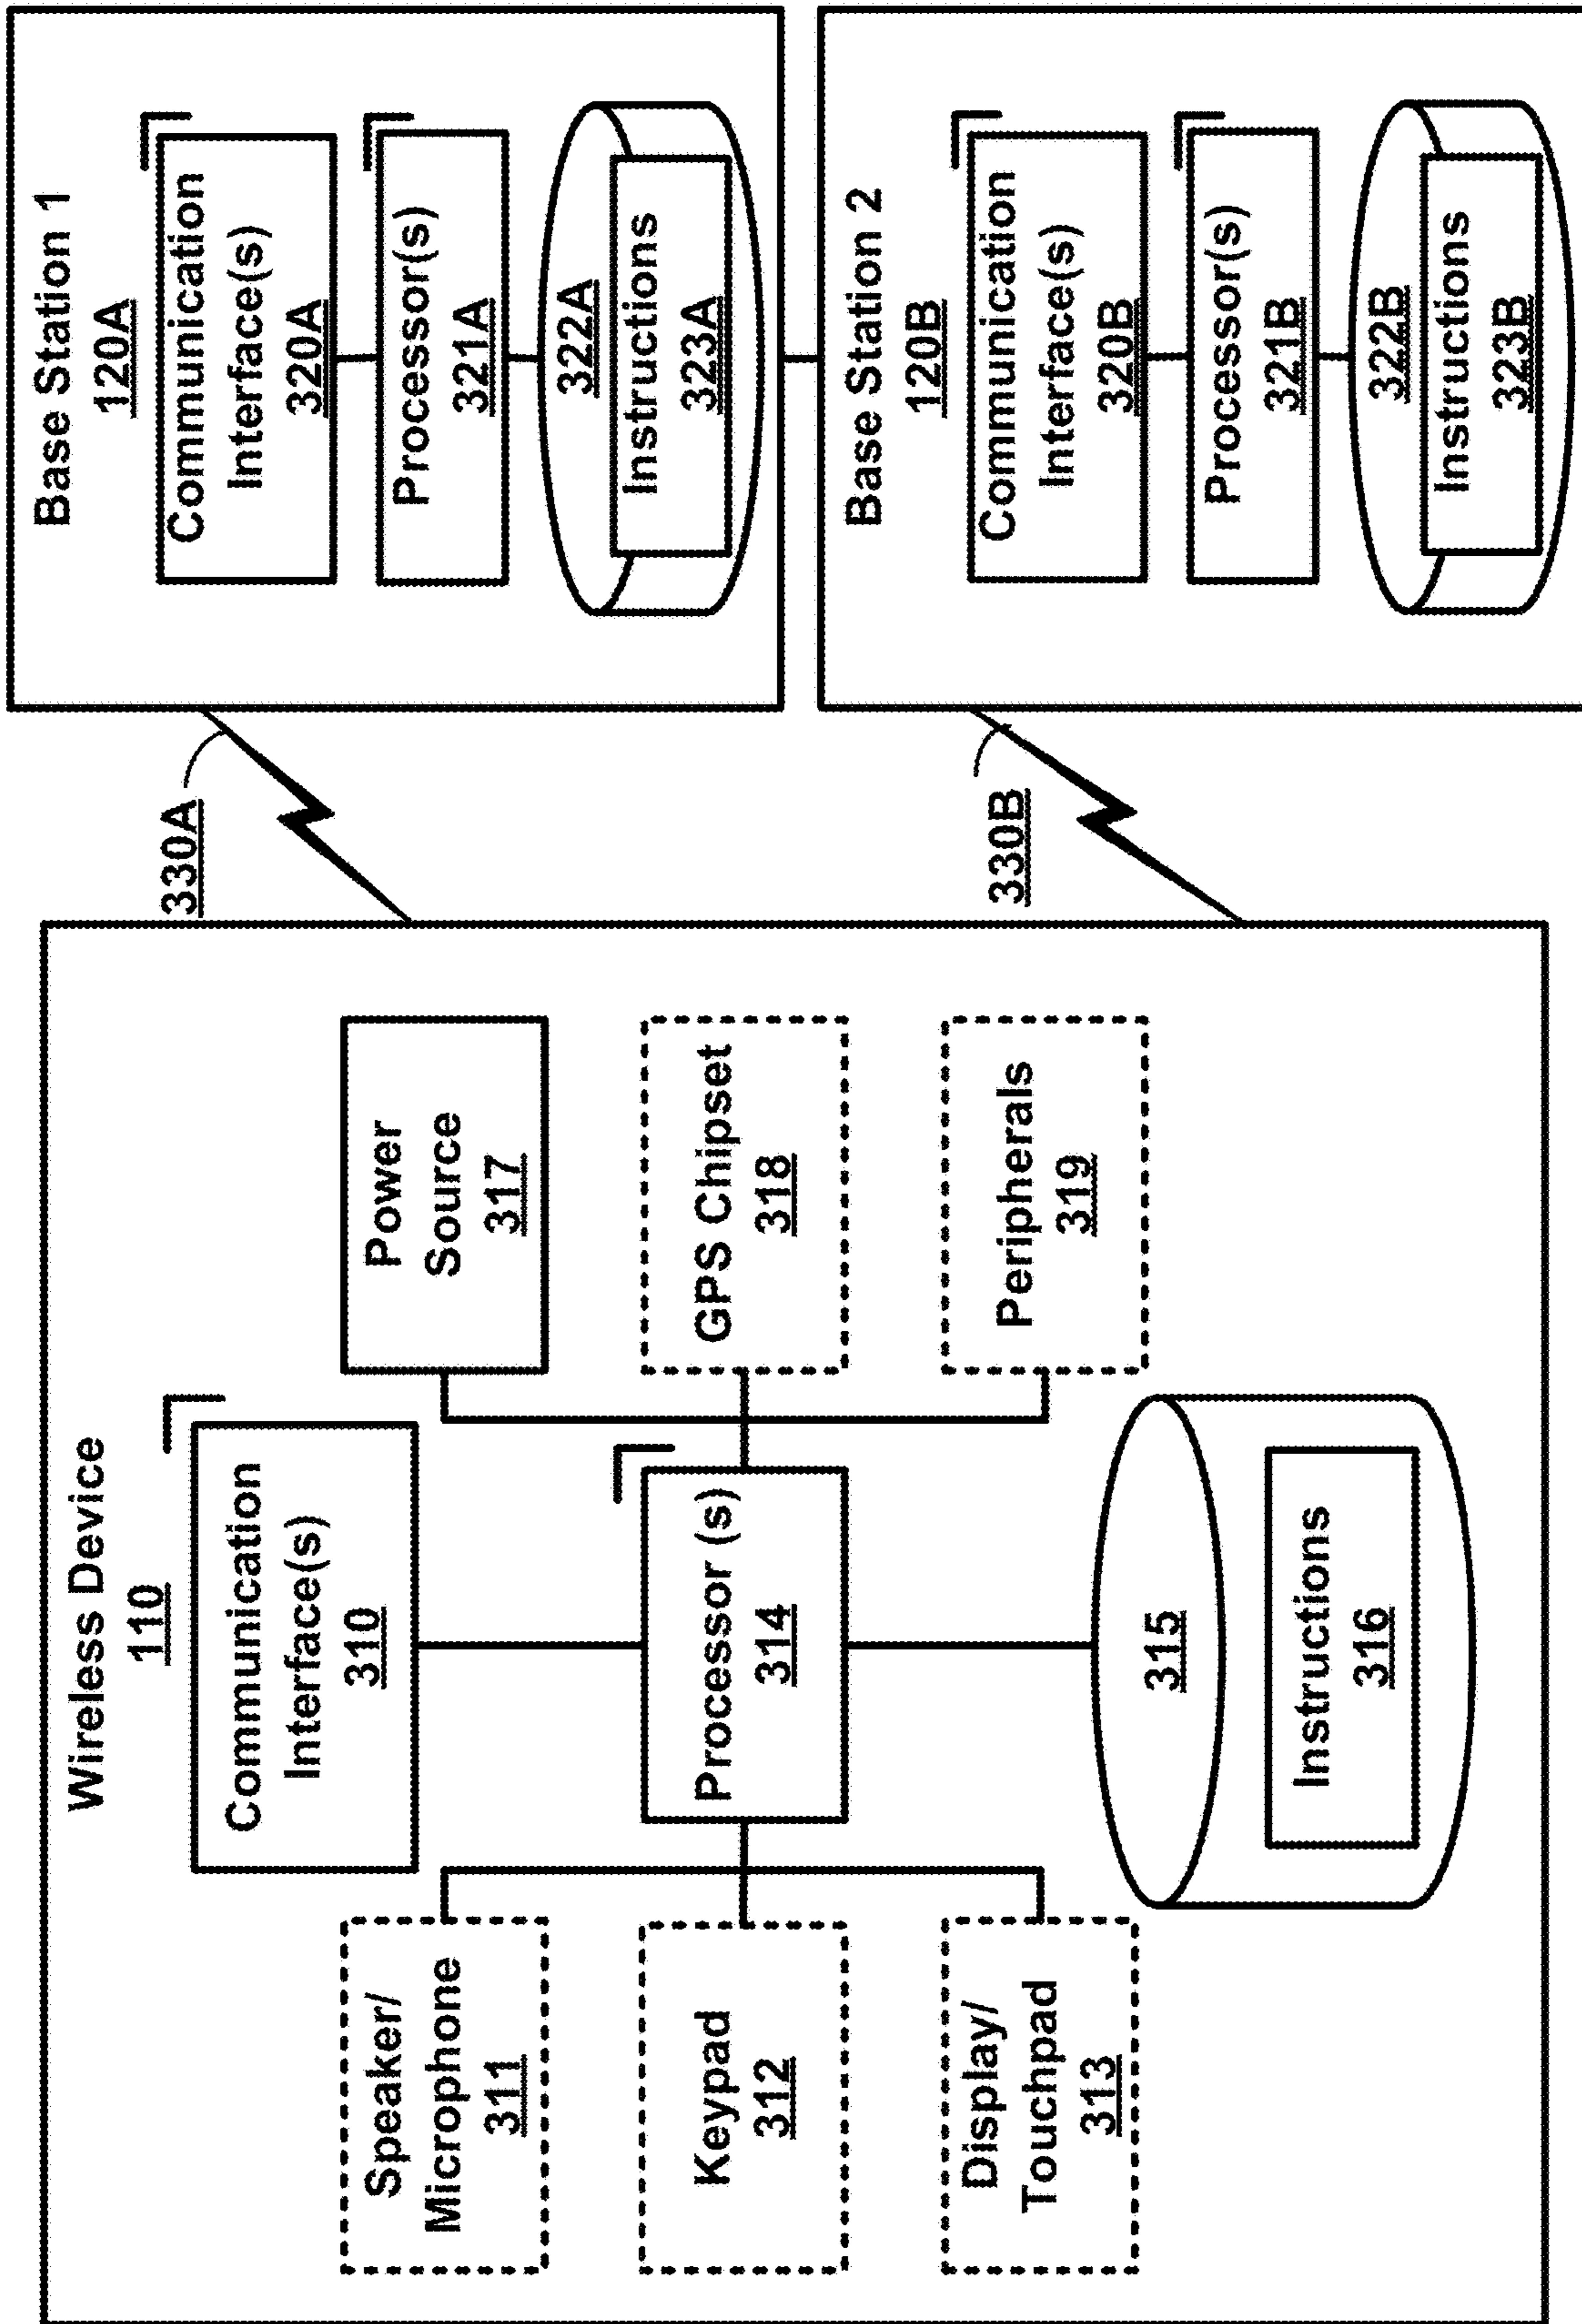 Wireless Device
110
Communication
Interface(s)
310
Speaker/
Microphone
311
Power
Source
317
Keypad
312
Processor (s)
314
GPS Chipset
318
Display/
Touchpad
313
Peripherals
319
315
Instructions
316
330A
330B
Base Station 1
120A
Communication
Interface(s)
320A
Processor(s)
321A
322A
Instructions
323A
Base Station 2
120B
Communication
Interface(s)
320B
Processor(s)
321B
322B
Instructions
323B